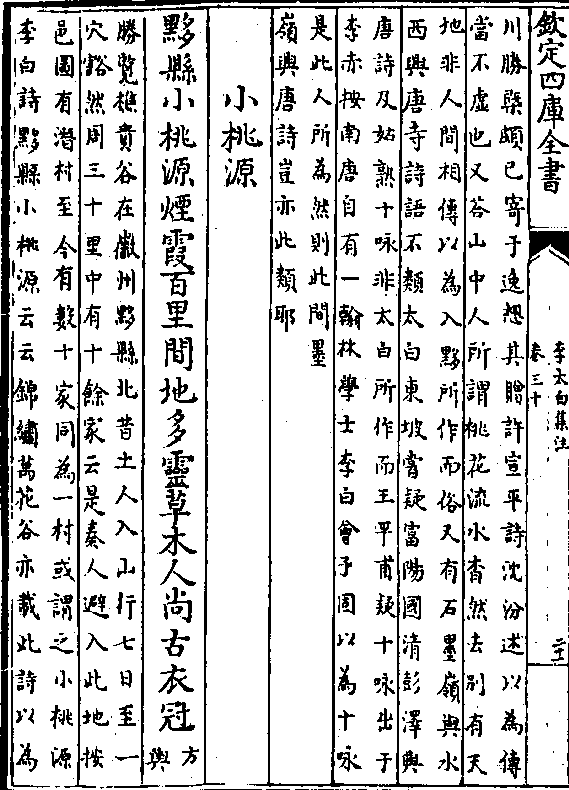 欽定四庫全書
李太白集注
卷三十
二十
川勝槩頗已寄于逸想其贈許宣平詩沈汾述以為傳
當不虛也又答山中人所謂桃花流水杳然去别有天
地非人間相傳以為入黟所作而俗又有石墨嶺與水
西興唐寺詩語不類太白東坡嘗疑富陽國清彭澤興
唐詩及姑熟十咏非太白所作而王平甫疑十咏出于
李赤按南唐自有一翰林學士李白曾子固以為十咏
是此人所為然則此間墨
嶺興唐詩豈亦此類耶
小桃源
黟縣小桃源煙霞百里間地多靈草木人尚古衣冠方輿
勝覽樵貴谷在徽州黟縣北昔土人入山行七日至一
穴豁然周三十里中有十餘家云是秦人避入此地按
邑圖有潛村至今有數十家同為一村或謂之小桃源
李白詩黟縣小桃源云云錦繡萬花谷亦載此詩以為